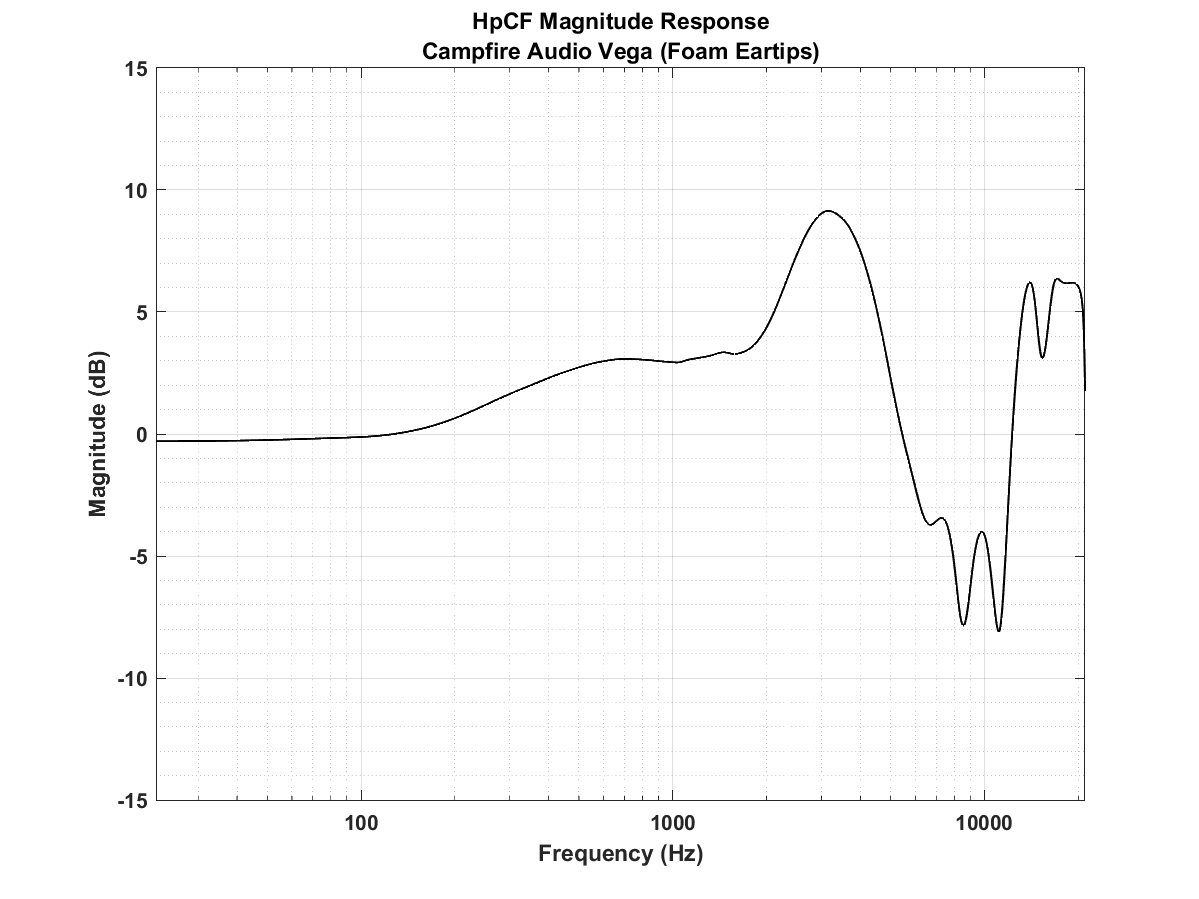 HpCF Magnitude Response
Campfire Audio Vega (Foam Eartips)
15
10
5
0
-5
-10
-15
Magnitude (dB)
100
1000
10000
Frequency (Hz)